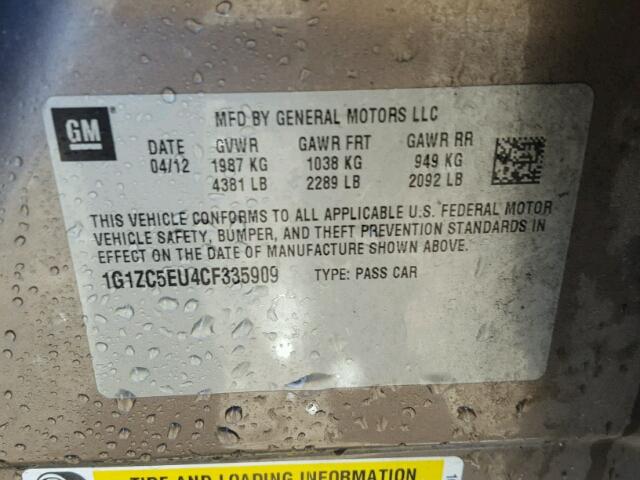 GM
MFD BY GENERAL MOTORS LLC
DATE GVWR GAWR FRT GAWR RR
04/12 1987 KG 1038 KG 949 KG
4381 LB 2289 LB 2092 LB
THIS VEHICLE CONFORMS TO ALL APPLICABLE U.S. FEDERAL MOTOR
VEHICLE SAFETY, BUMPER, AND THEFT PREVENTION STANDARDS IN
EFFECT ON THE DATE OF MANUFACTURE SHOWN ABOVE.
1G1ZC5EU4CF335909 TYPE: PASS CAR
TIRE AND LOADING INFORMATION